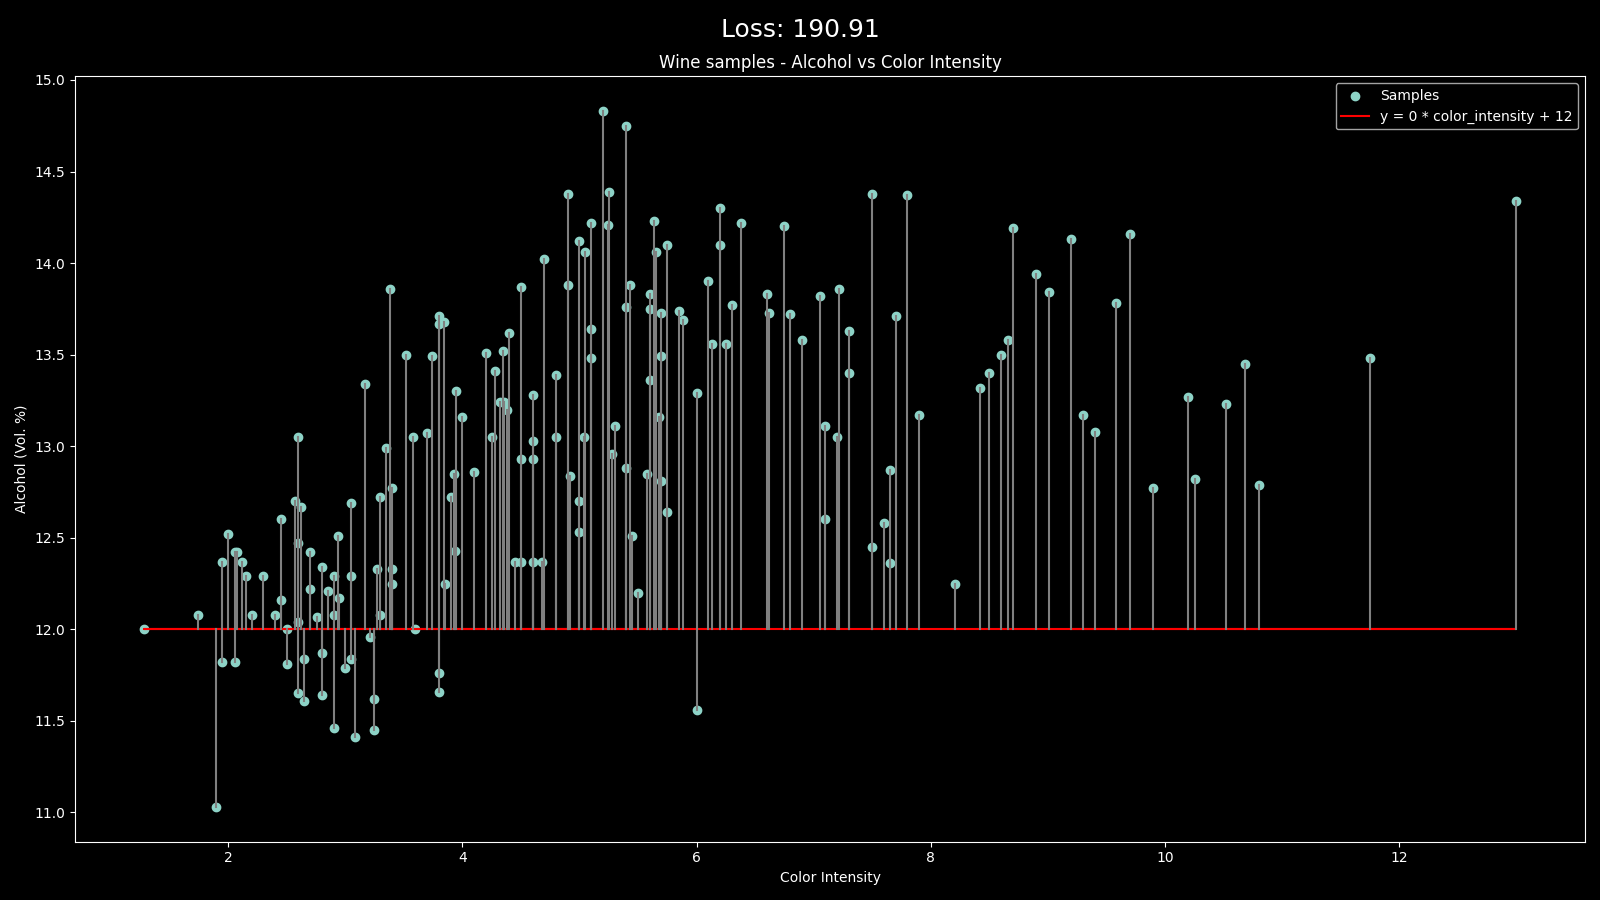 Loss: 190.91
Wine samples - Alcohol vs Color Intensity
Samples
y = 0 * color_intensity + 12
Alcohol (Vol. %)
15.0
14.5
14.0
13.5
13.0
12.5
12.0
11.5
11.0
2 4 6 8 10 12
Color Intensity